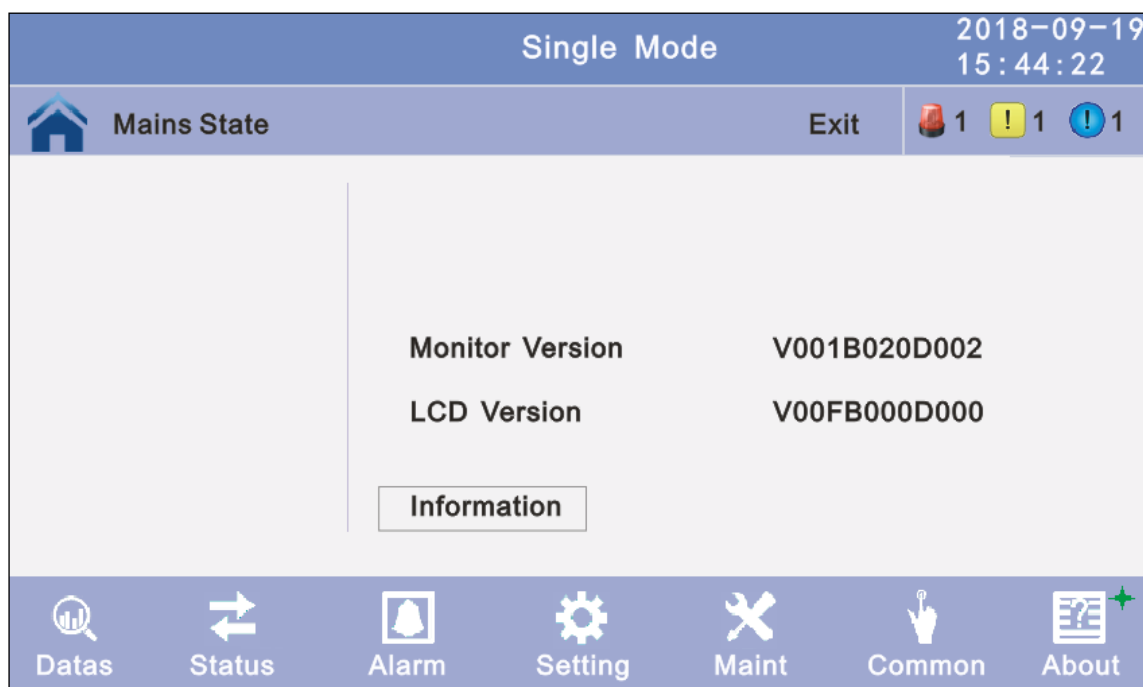 Single Mode
2018-09-19
15:44:22
Mains State Exit 1 ! 1 ! 1
Monitor Version V001B020D002
LCD Version V00FB000D000
Information
?
Datas Status Alarm Setting Maint Common About